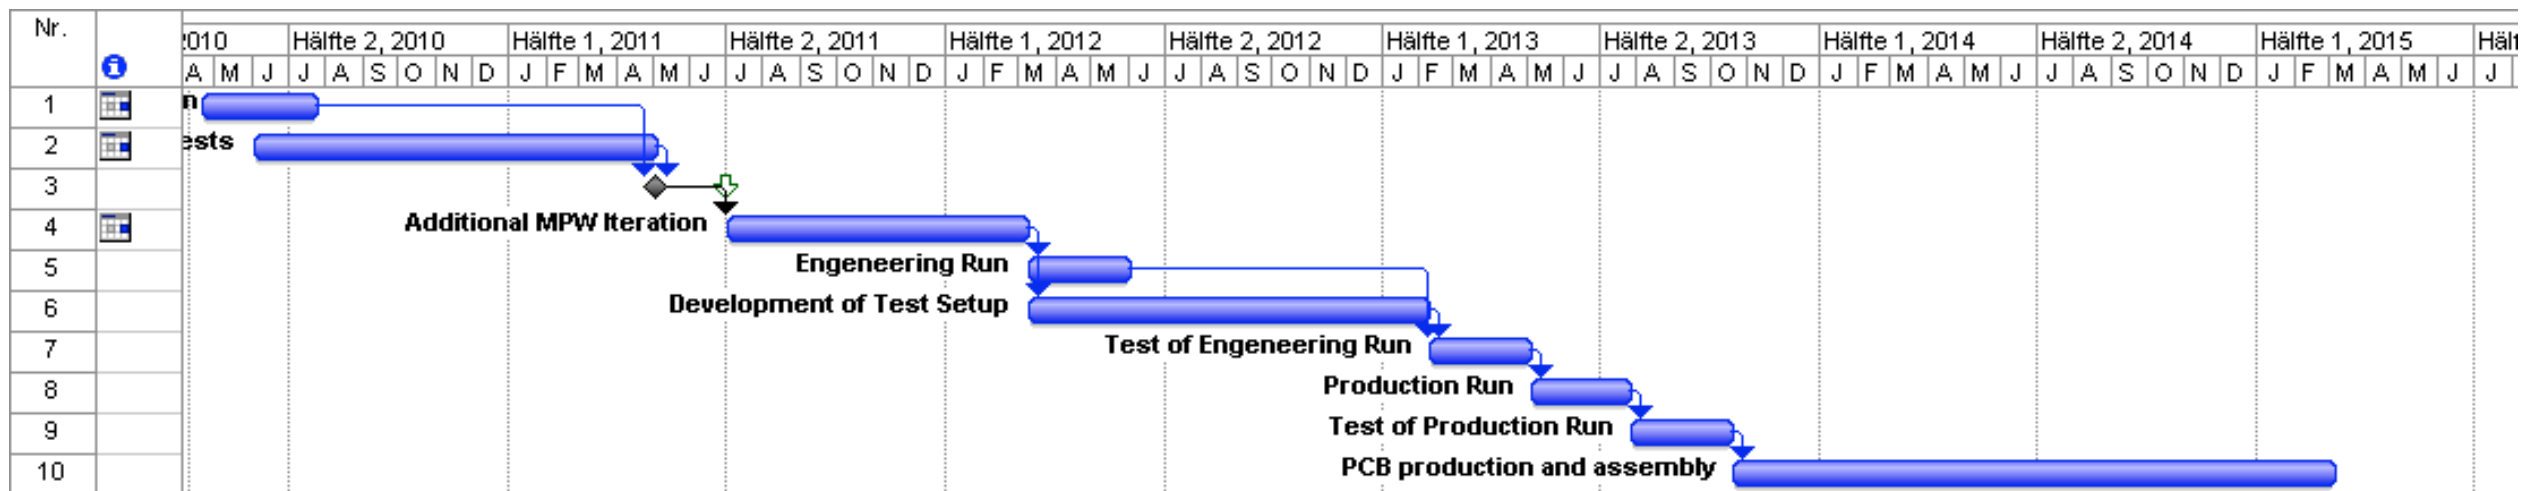 Nr.
2010 Hälfte 2, 2010 Hälfte 1, 2011 Hälfte 2, 2011 Hälfte 1, 2012 Hälfte 2, 2012 Hälfte 1, 2013 Hälfte 2, 2013 Hälfte 1, 2014 Hälfte 2, 2014 Hälfte 1, 2015 Hälf
A M J J A S O N D J F M A M J J A S O N D J F M A M J J A S O N D J F M A M J J A S O N D J F M A M J J A S O N D J F M A M J J
1 n
2 ests
3
4 Additional MPW Iteration
5 Engeneering Run
6 Development of Test Setup
7 Test of Engeneering Run
8 Production Run
9 Test of Production Run
10 PCB production and assembly